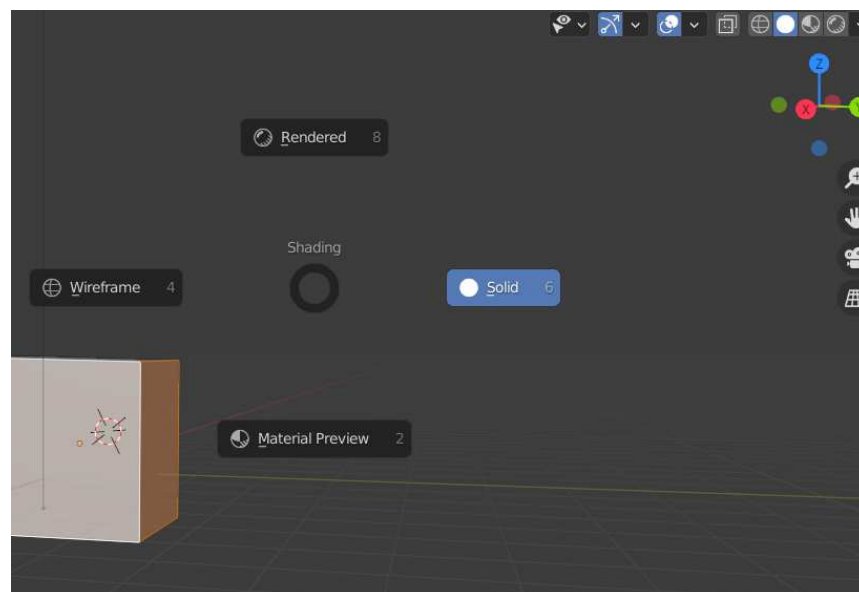 Z
X
Rendered 8
Shading
Wireframe 4
Solid 6
Material Preview 2